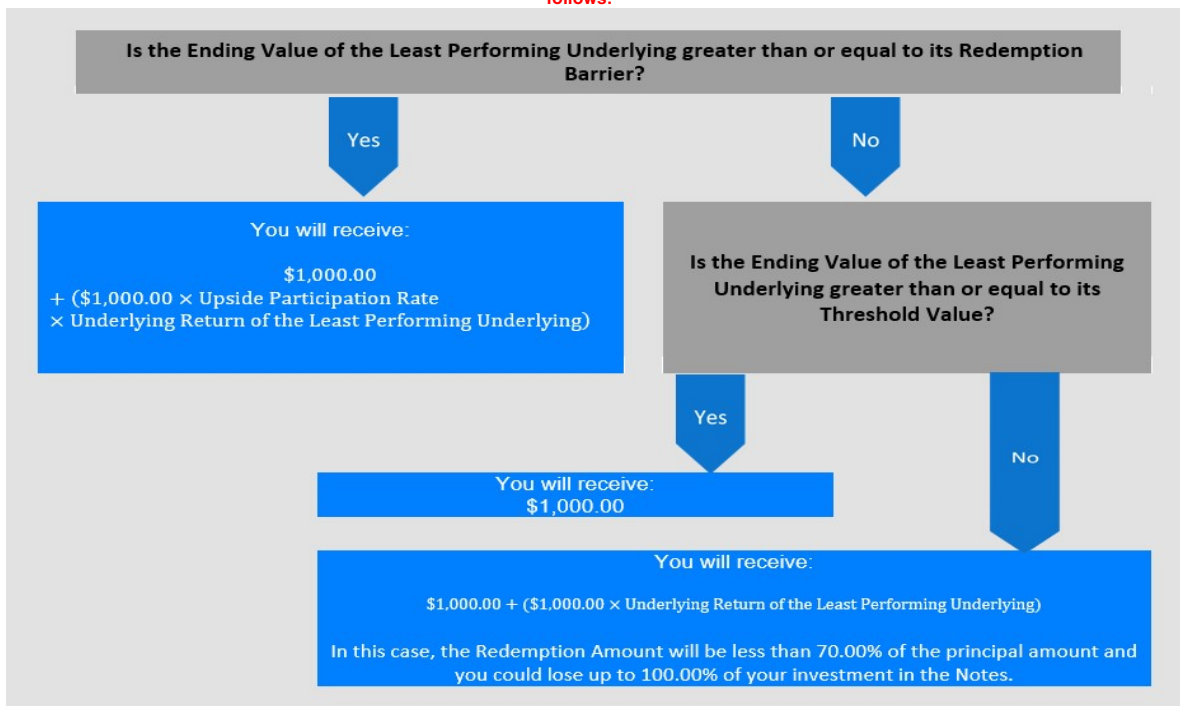 follows:
Is the Ending Value of the Least Performing Underlying greater than or equal to its Redemption
Barrier?
Yes
No
You will receive:
$1,000.00
+ ($1,000.00 × Upside Participation Rate
× Underlying Return of the Least Performing Underlying)
Is the Ending Value of the Least Performing
Underlying greater than or equal to its
Threshold Value?
Yes
No
You will receive:
$1,000.00
You will receive:
$1,000.00 + ($1,000.00 × Underlying Return of the Least Performing Underlying)
In this case, the Redemption Amount will be less than 70.00% of the principal amount and
you could lose up to 100.00% of your investment in the Notes.